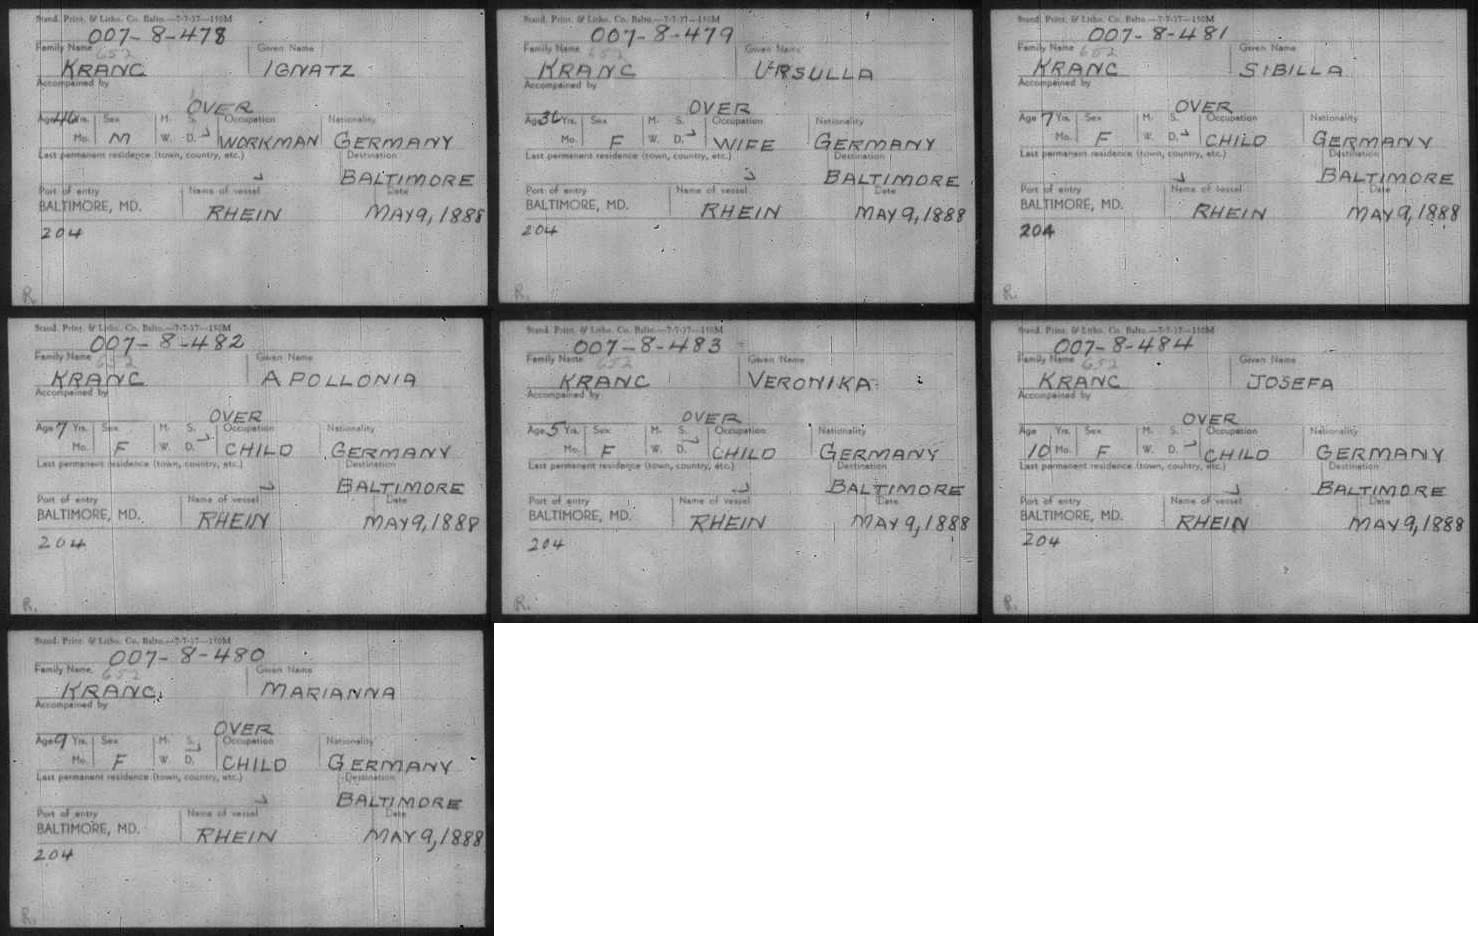 Stand. Print. & Litho. Co. Balto.—7-7-37—150M
007-8-478
652
Family Name Given Name
KRANC IGNATZ
Accompained by
OVER
Age 46 Yrs. Sex M. S. Occupation Nationality
Mo. M W. D. WORKMAN GERMANY
Last permanent residence (town, country, etc.) Destination
BALTIMORE
Port of entry Name of vessel Date
BALTIMORE, MD. RHEIN MAY 9, 1888
204
R.
Stand. Print. & Litho. Co. Balto.—7-7-37—150M
007-8-479
652
Family Name Given Name
KRANC URSULLA
Accompained by
OVER
Age 36 Yrs. Sex M. S. Occupation Nationality
Mo. F W. D. WIFE GERMANY
Last permanent residence (town, country, etc.) Destination
BALTIMORE
Port of entry Name of vessel Date
BALTIMORE, MD. RHEIN MAY 9, 1888
204
R.
Stand. Print. & Litho. Co. Balto.—7-7-37—150M
007-8-481
652
Family Name Given Name
KRANC SIBILLA
Accompained by
OVER
Age 7 Yrs. Sex M. S. Occupation Nationality
Mo. F W. D. CHILD GERMANY
Last permanent residence (town, country, etc.) Destination
BALTIMORE
Port of entry Name of vessel Date
BALTIMORE, MD. RHEIN MAY 9, 1888
204
R.
Stand. Print. & Litho. Co. Balto.—7-7-37—150M
007-8-482
652
Family Name Given Name
KRANC APOLLONIA
Accompained by
OVER
Age 7 Yrs. Sex M. S. Occupation Nationality
Mo. F W. D. CHILD GERMANY
Last permanent residence (town, country, etc.) Destination
BALTIMORE
Port of entry Name of vessel Date
BALTIMORE, MD. RHEIN MAY 9, 1888
204
R.
Stand. Print. & Litho. Co. Balto.—7-7-37—150M
007-8-483
652
Family Name Given Name
KRANC VERONIKA
Accompained by
OVER
Age 5 Yrs. Sex M. S. Occupation Nationality
Mo. F W. D. CHILD GERMANY
Last permanent residence (town, country, etc.) Destination
BALTIMORE
Port of entry Name of vessel Date
BALTIMORE, MD. RHEIN MAY 9, 1888
204
R.
Stand. Print. & Litho. Co. Balto.—7-7-37—150M
007-8-484
652
Family Name Given Name
KRANC JOSEFA
Accompained by
OVER
Age Yrs. Sex M. S. Occupation Nationality
10 Mo. F W. D. CHILD GERMANY
Last permanent residence (town, country, etc.) Destination
BALTIMORE
Port of entry Name of vessel Date
BALTIMORE, MD. RHEIN MAY 9, 1888
204
R.
Stand. Print. & Litho. Co. Balto.—7-7-37—150M
007-8-480
652
Family Name Given Name
KRANC MARIANNA
Accompained by
OVER
Age 9 Yrs. Sex M. S. Occupation Nationality
Mo. F W. D. CHILD GERMANY
Last permanent residence (town, country, etc.) Destination
BALTIMORE
Port of entry Name of vessel Date
BALTIMORE, MD. RHEIN MAY 9, 1888
204
R.